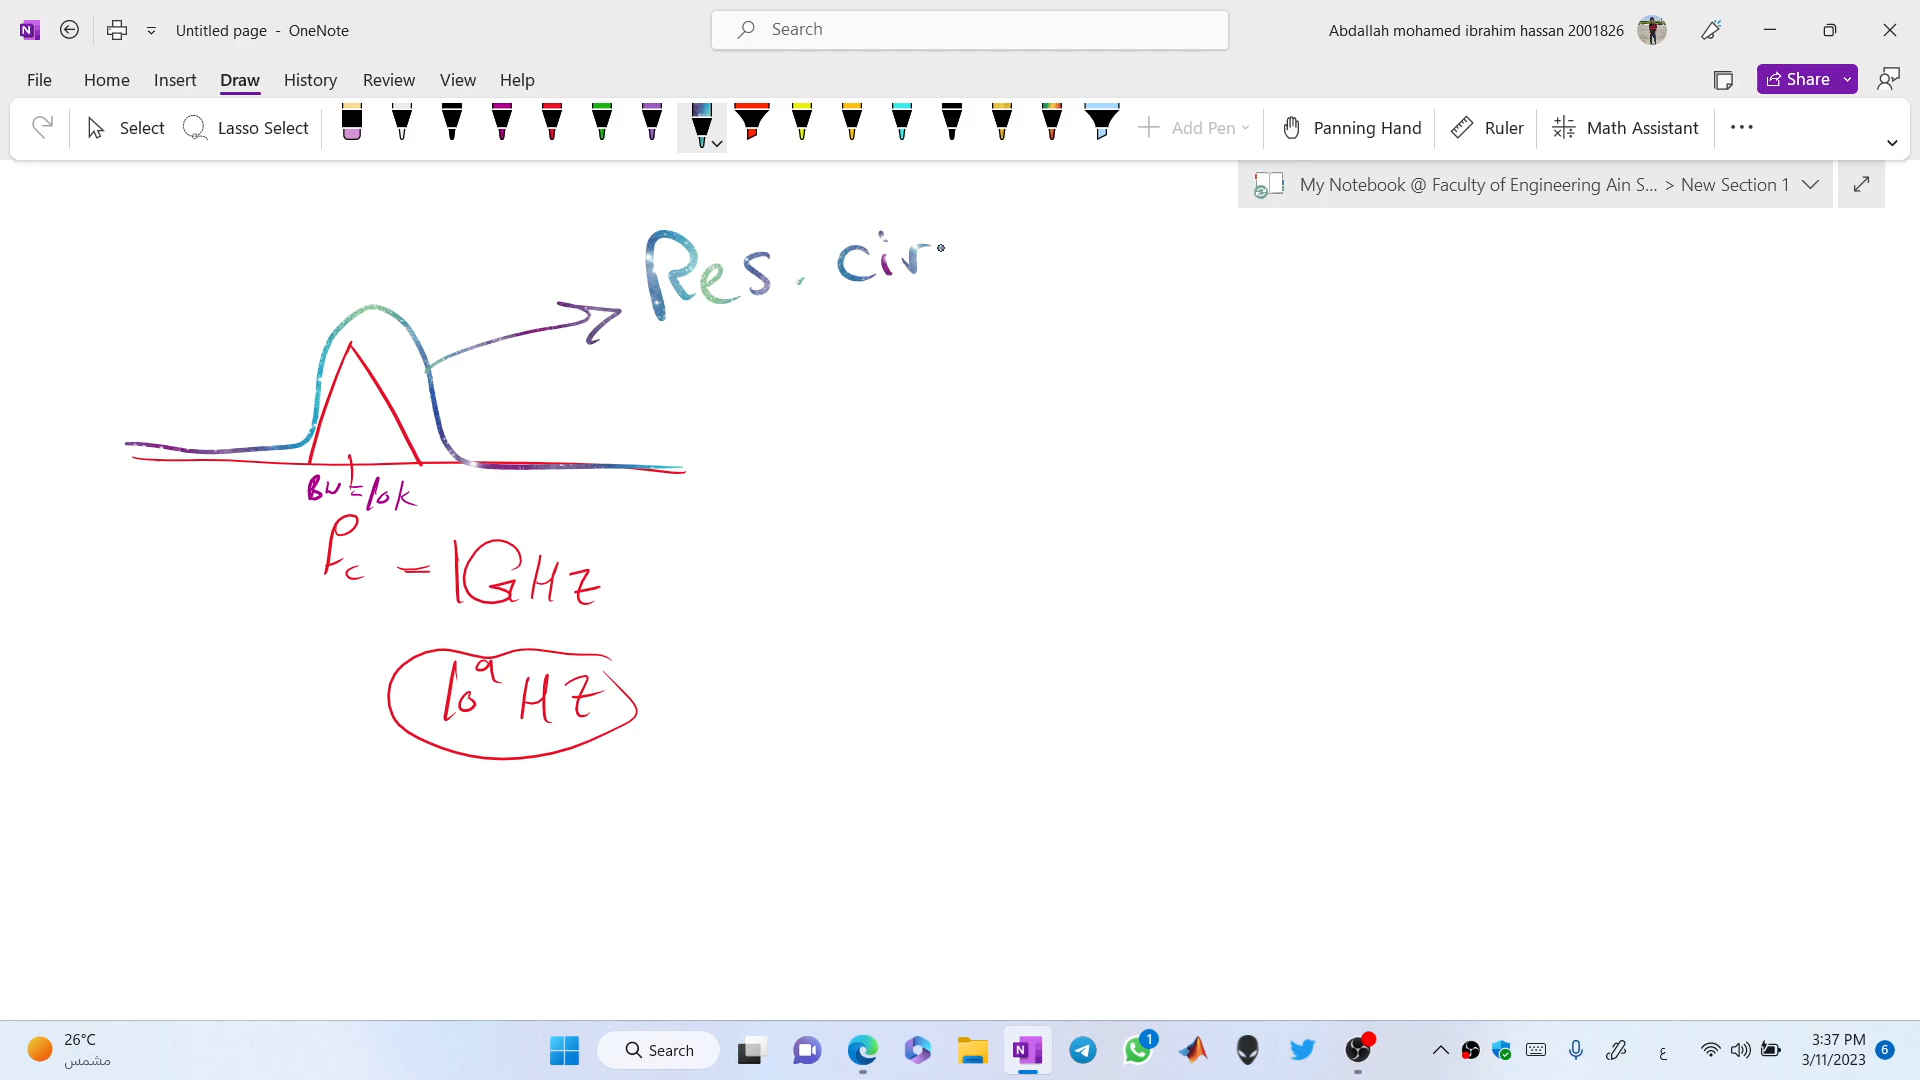 Untitled page - OneNote
Search
Abdallah mohamed ibrahim hassan 2001826
File Home Insert Draw History Review View Help
Share
Select Lasso Select Add Pen Panning Hand Ruler Math Assistant
My Notebook @ Faculty of Engineering Ain S... > New Section 1
Res. cir
BW=10k
fc = 1GHZ
10⁹ HZ
26°C
مشمس
Search
1
ع
3:37 PM
3/11/2023
6